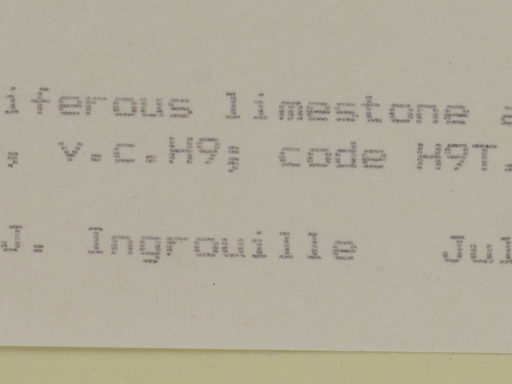 iferous limestone a
, v.c.H9; code H9T.
J. Ingrouille Jul